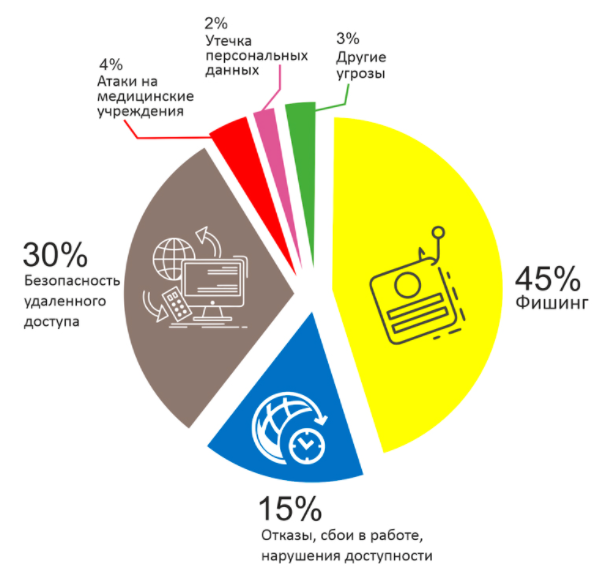 2%
Утечка
персональных
данных
3%
Другие
угрозы
4%
Атаки на
медицинские
учреждения
30%
Безопасность
удаленного
доступа
45%
Фишинг
15%
Отказы, сбои в работе,
нарушения доступности